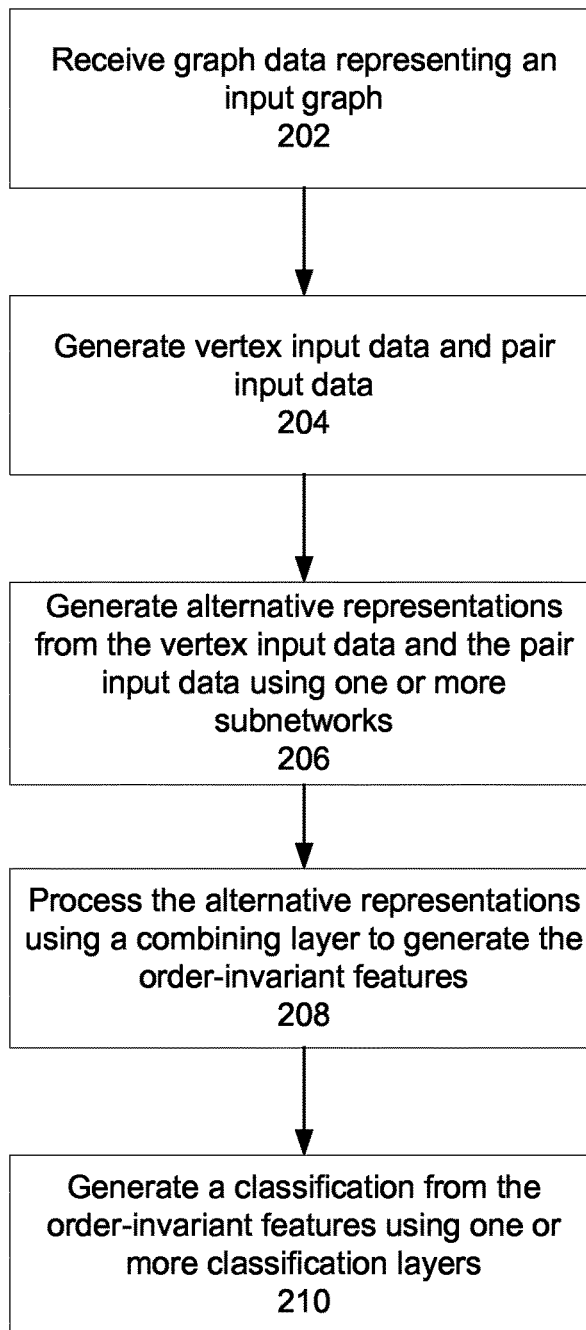 Receive graph data representing an
input graph
202
Generate vertex input data and pair
input data
204
Generate alternative representations
from the vertex input data and the pair
input data using one or more
subnetworks
206
Process the alternative representations
using a combining layer to generate the
order-invariant features
208
Generate a classification from the
order-invariant features using one or
more classification layers
210